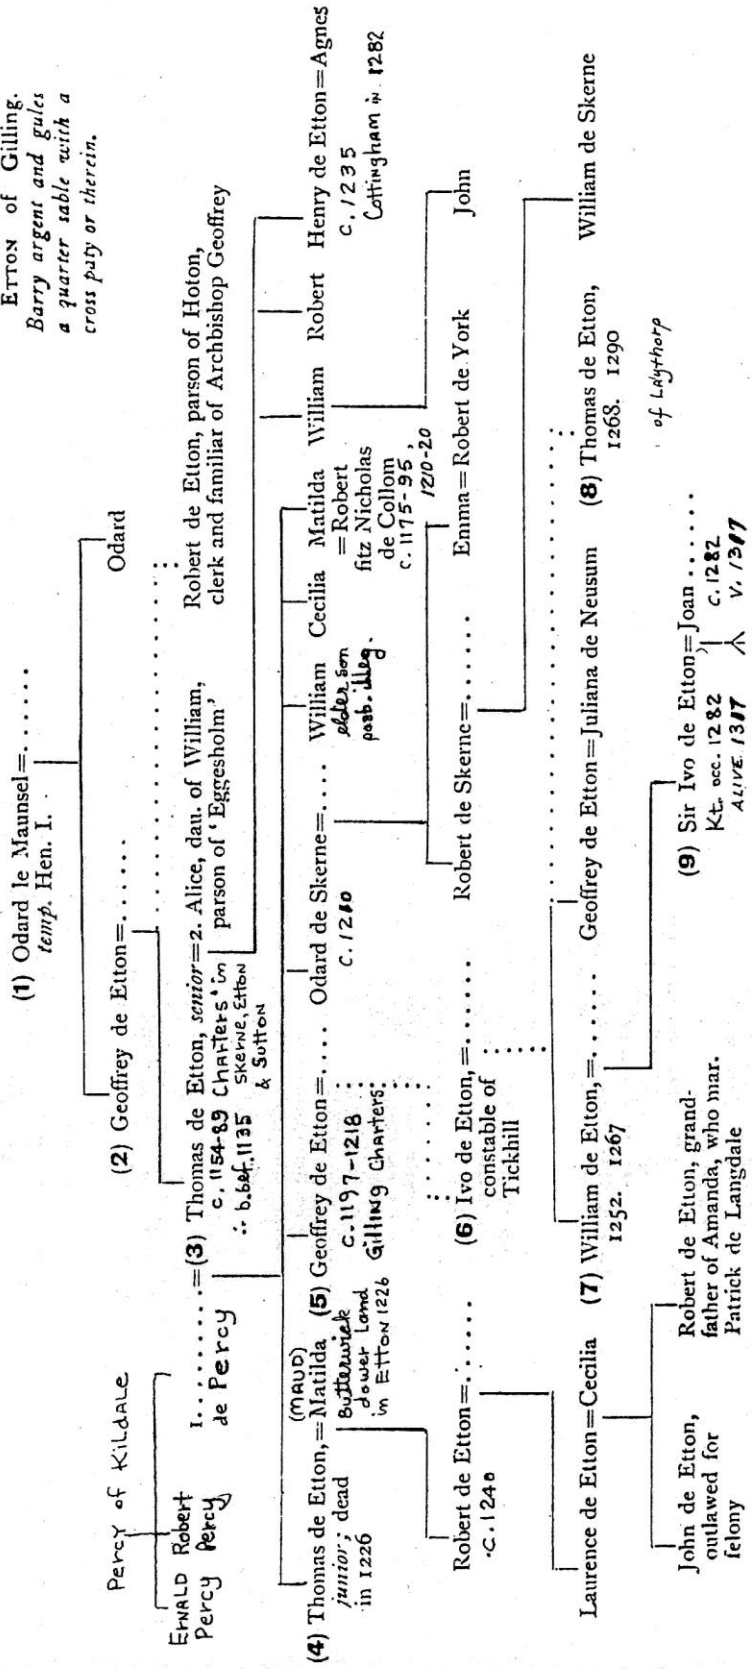 ETTON of Gilling.
Barry argent and gules
a quarter sable with a
cross paty or therein.
(1) Odard le Maunsel=......
temp. Hen. I.
(2) Geoffrey de Etton=......
Odard
Percy of Kildale
ErNALD Percy
Robert Percy
I.........=(3) Thomas de Etton, senior=2. Alice, dau. of William,
de Percy
parson of 'Eggesholm'
c. 1154-89 Charters in
Skerne, Etton
& Sutton
∴ b. bef. 1135
Robert de Etton, parson of Hoton,
clerk and familiar of Archbishop Geoffrey
(4) Thomas de Etton,=Matilda
junior; dead
in 1226
(MAUD)
Butterwick
dower Land
in Etton 1226
(5) Geoffrey de Etton=....
c. 1197-1218
Gilling Charters.
Odard de Skerne=....
c. 1210
William
elder son
poss. illeg.
Cecilia
Matilda
=Robert
fitz Nicholas
de Collom
c. 1175-95,
1210-20
William
Robert
Henry de Etton=Agnes
c. 1235
Cottingham in 1282
Robert de Etton=......
c. 1240
(6) Ivo de Etton,=......
constable of
Tickhill
Robert de Skerne=......
Emma=Robert de York
John
Laurence de Etton=Cecilia
(7) William de Etton,=......
1252. 1267
Geoffrey de Etton=Juliana de Neusum
(8) Thomas de Etton,
1268. 1290
of Laythorp
William de Skerne
John de Etton,
outlawed for
felony
Robert de Etton, grand-
father of Amanda, who mar.
Patrick de Langdale
(9) Sir Ivo de Etton=Joan......
Kt. occ. 1282
ALIVE 1307
c. 1282
v. 1307